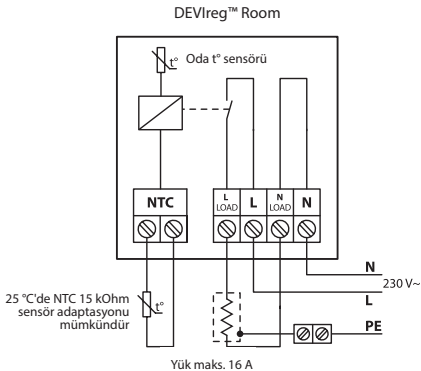 DEVIreg™ Room
t° Oda t° sensörü
NTC
L
LOAD
L
N
LOAD
N
N
230 V~
L
25 °C'de NTC 15 kOhm
sensör adaptasyonu
mümkündür
t°
PE
Yük maks. 16 A